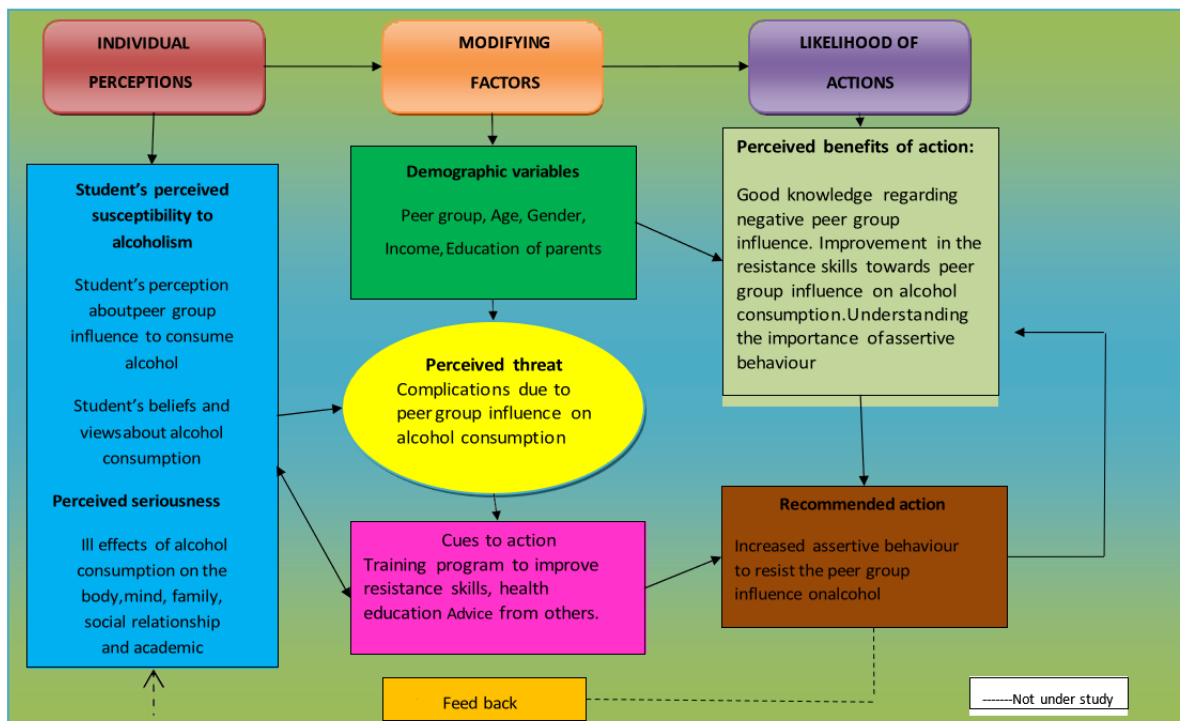 INDIVIDUAL
PERCEPTIONS
MODIFYING
FACTORS
LIKELIHOOD OF
ACTIONS
Student's perceived
susceptibility to
alcoholism
Student's perception
aboutpeer group
influence to consume
alcohol
Student's beliefs and
viewsabout alcohol
consumption
Perceived seriousness
Ill effects of alcohol
consumption on the
body,mind, family,
social relationship
and academic
Demographic variables
Peer group, Age, Gender,
Income,Education of parents
Perceived threat
Complications due to
peer group influence on
alcohol consumption
Cues to action
Training program to improve
resistance skills, health
education Advice from others.
Feed back
Perceived benefits of action:
Good knowledge regarding
negative peer group
influence. Improvement in the
resistance skills towards peer
group influence on alcohol
consumption.Understanding
the importance ofassertive
behaviour
Recommended action
Increased assertive behaviour
to resist the peer group
influence onalcohol
-------Not under study